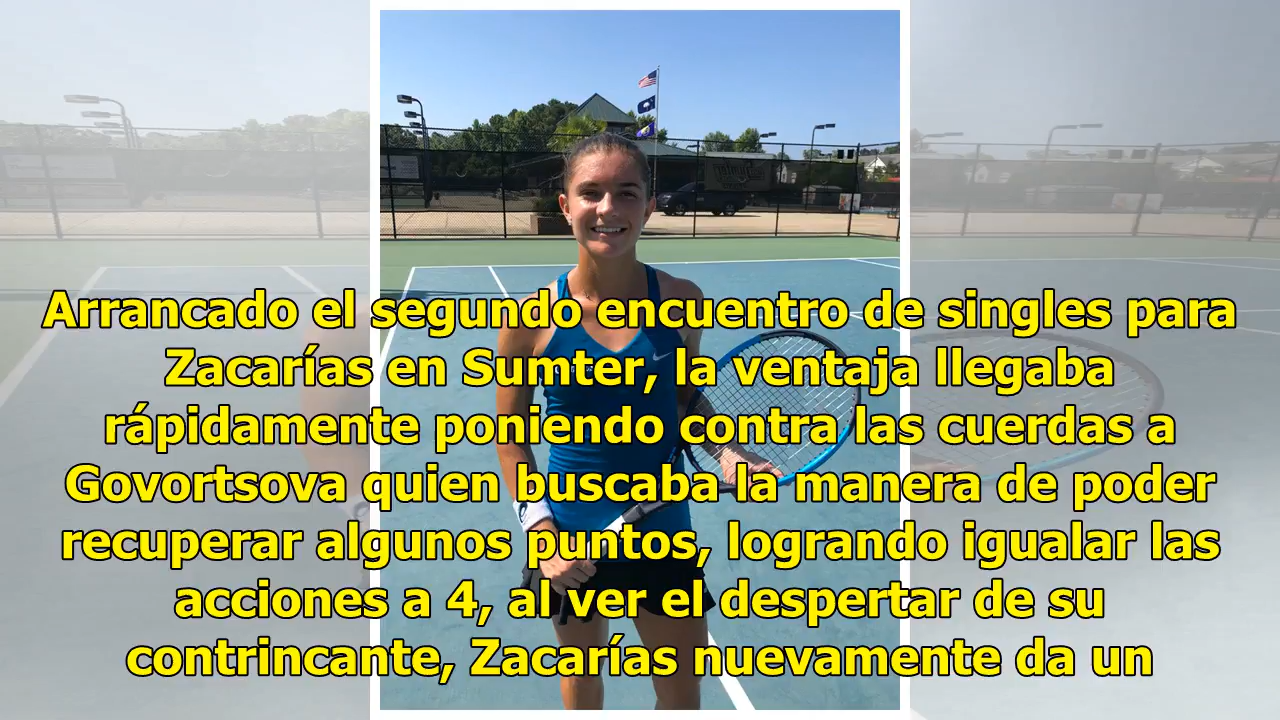 Arrancado el segundo encuentro de singles para
Zacarías en Sumter, la ventaja llegaba
rápidamente poniendo contra las cuerdas a
Govortsova quien buscaba la manera de poder
recuperar algunos puntos, logrando igualar las
acciones a 4, al ver el despertar de su
contrincante, Zacarías nuevamente da un